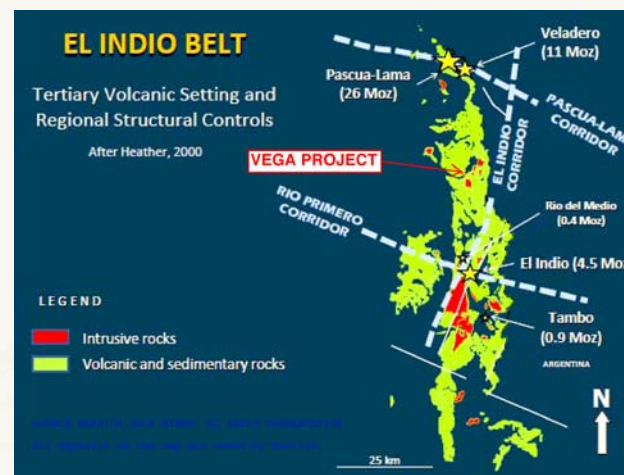 EL INDIO BELT
Tertiary Volcanic Setting and
Regional Structural Controls
After Heather, 2000
Veladero
(11 Moz)
Pascua-Lama
(26 Moz)
PASCUA-LAMA
CORRIDOR
EL INDIO
CORRIDOR
VEGA PROJECT
RIO PRIMERO
CORRIDOR
Rio del Medio
(0.4 Moz)
El Indio (4.5 Moz
Tambo
(0.9 Moz)
ARGENTINA
LEGEND
Intrusive rocks
Volcanic and sedimentary rocks
25 km
N